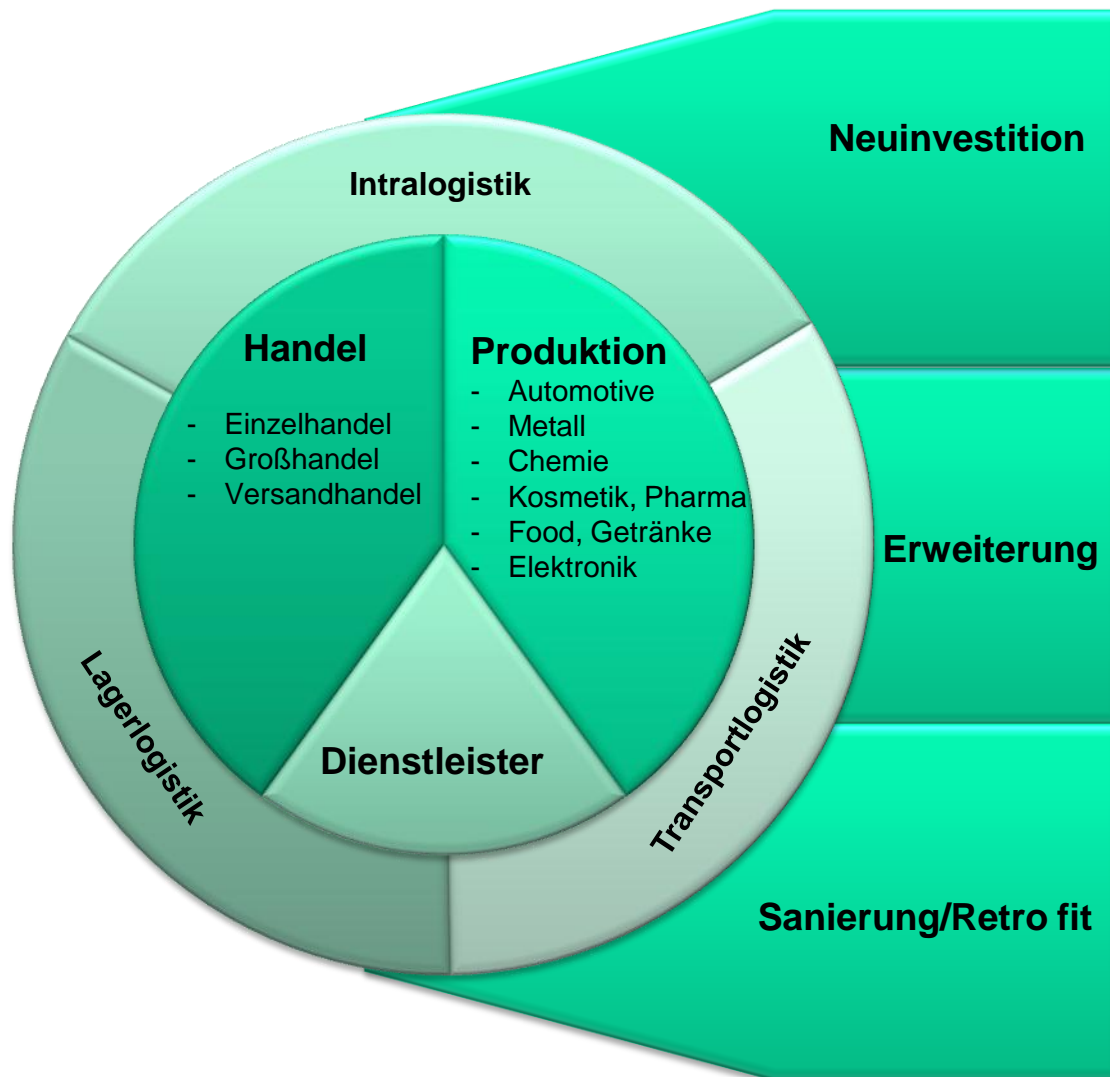 Neuinvestition
Intralogistik
Handel
- Einzelhandel
- Großhandel
- Versandhandel
Produktion
- Automotive
- Metall
- Chemie
- Kosmetik, Pharma
- Food, Getränke
- Elektronik
Erweiterung
Lagerlogistik
Dienstleister
Transportlogistik
Sanierung/Retro fit